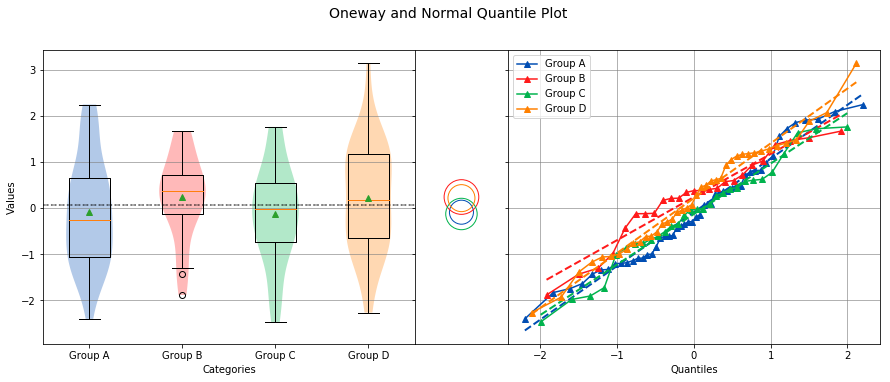 Oneway and Normal Quantile Plot
Values
3
2
1
0
−1
−2
Group A
Group B
Group C
Group D
Categories
Group A
Group B
Group C
Group D
−2
−1
0
1
2
Quantiles